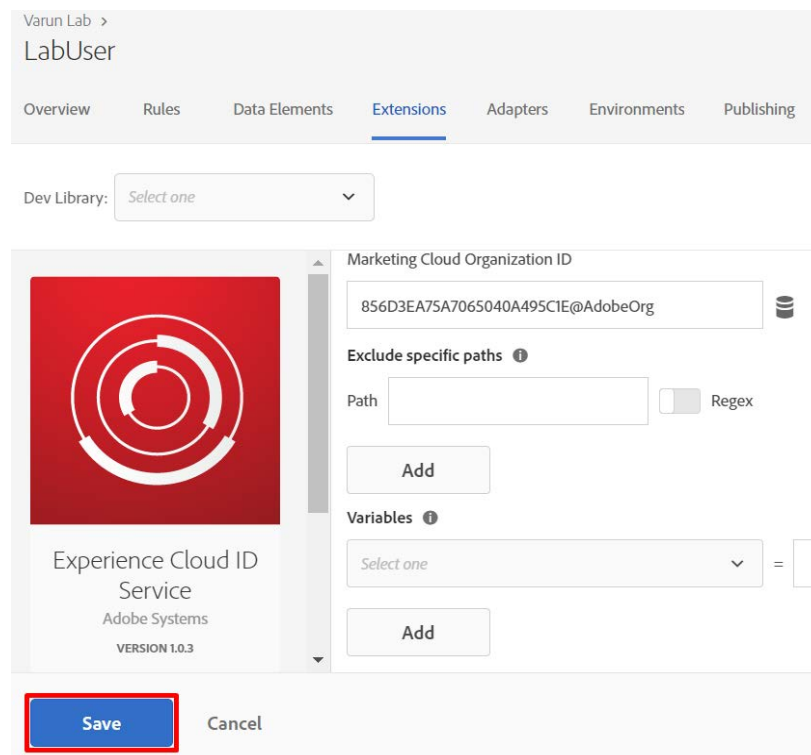 Varun Lab >
LabUser
Overview Rules Data Elements Extensions Adapters Environments Publishing
Dev Library: Select one
Marketing Cloud Organization ID
856D3EA75A7065040A495C1E@AdobeOrg
Exclude specific paths
Path Regex
Add
Variables
Select one =
Add
Experience Cloud ID
Service
Adobe Systems
VERSION 1.0.3
Save Cancel